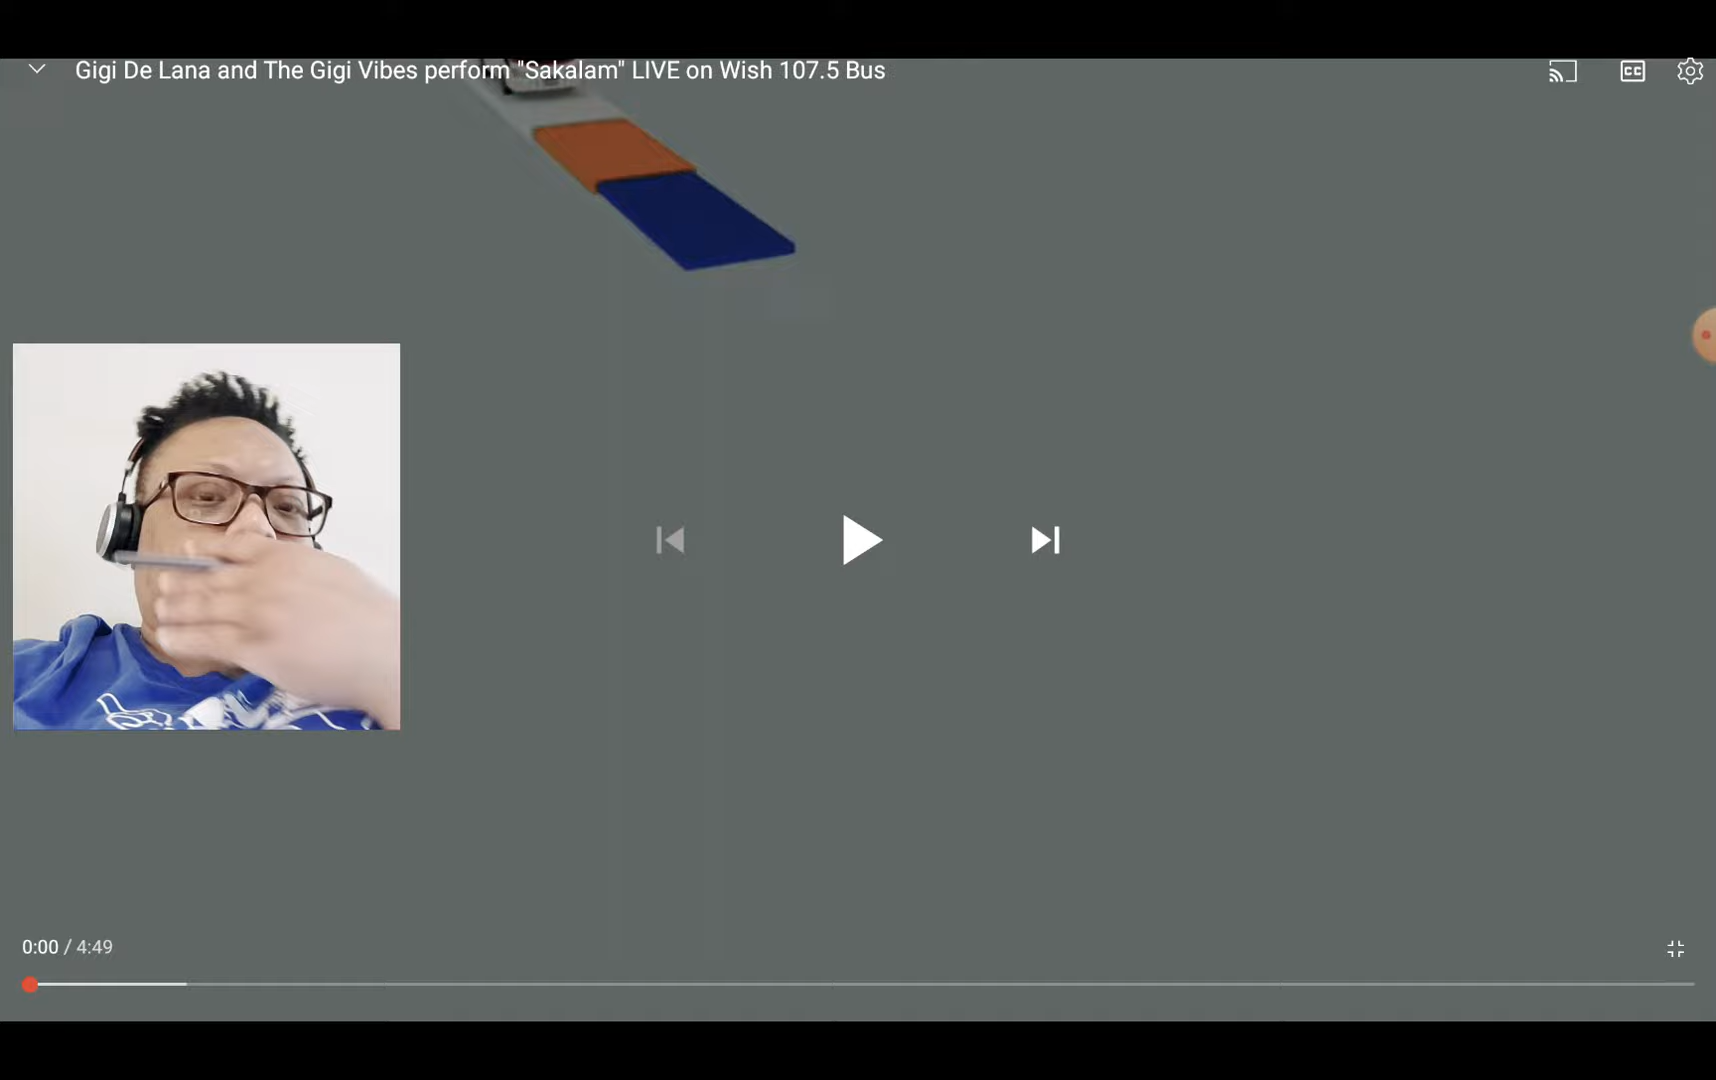 Gigi De Lana and The Gigi Vibes perform "Sakalam" LIVE on Wish 107.5 Bus
CC
0:00 / 4:49